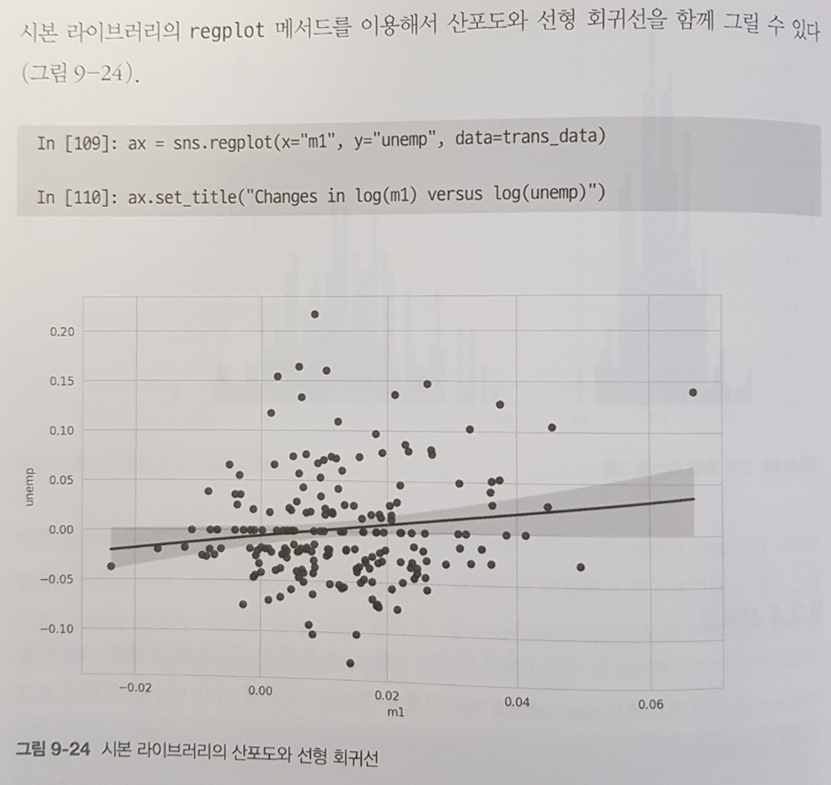 시본 라이브러리의 regplot 메서드를 이용해서 산포도와 선형 회귀선을 함께 그릴 수 있다
(그림 9-24).
In [109]: ax = sns.regplot(x="m1", y="unemp", data=trans_data)
In [110]: ax.set_title("Changes in log(m1) versus log(unemp)")
0.20
0.15
0.10
0.05
0.00
−0.05
−0.10
unemp
−0.02 0.00 0.02 0.04 0.06
m1
그림 9-24 시본 라이브러리의 산포도와 선형 회귀선